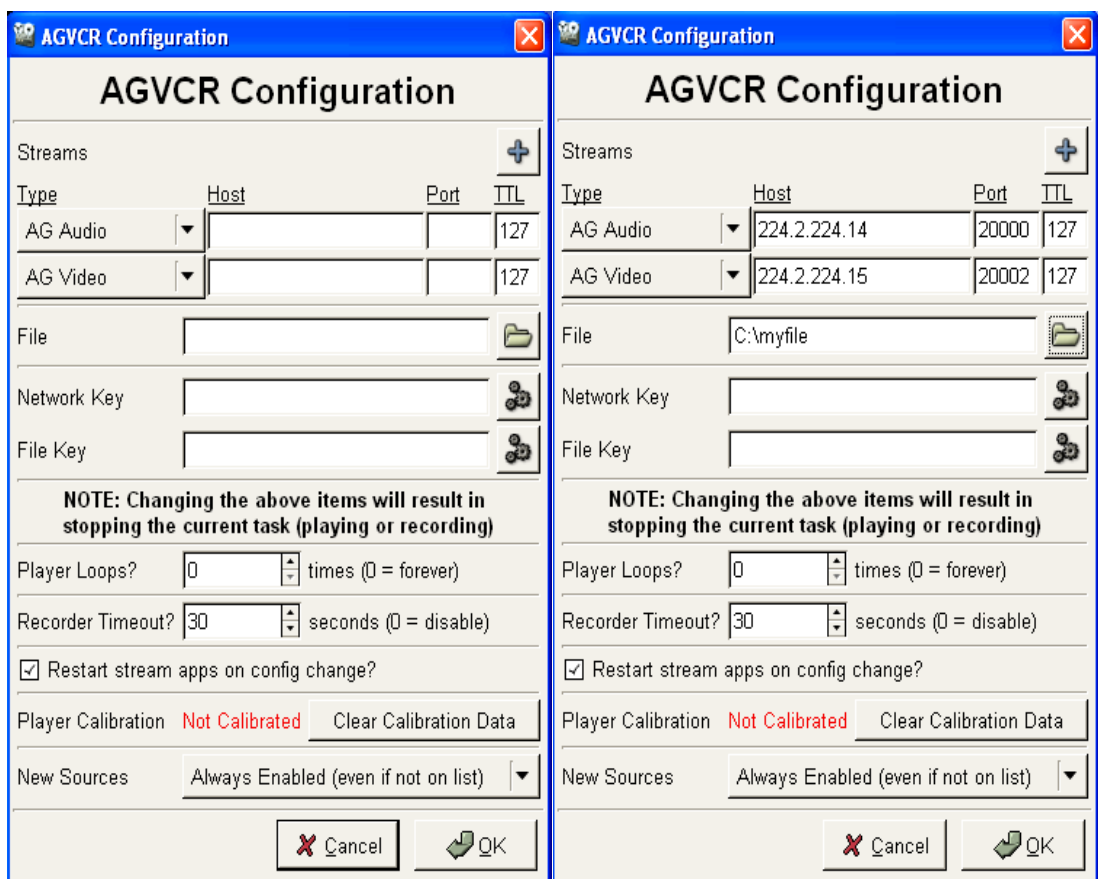 AGVCR Configuration
AGVCR Configuration
Streams
Type Host Port TTL
AG Audio 127
AG Video 127
File
Network Key
File Key
NOTE: Changing the above items will result in
stopping the current task (playing or recording)
Player Loops? 0 times (0 = forever)
Recorder Timeout? 30 seconds (0 = disable)
Restart stream apps on config change?
Player Calibration Not Calibrated Clear Calibration Data
New Sources Always Enabled (even if not on list)
Cancel OK
AGVCR Configuration
AGVCR Configuration
Streams
Type Host Port TTL
AG Audio 224.2.224.14 20000 127
AG Video 224.2.224.15 20002 127
File C:\myfile
Network Key
File Key
NOTE: Changing the above items will result in
stopping the current task (playing or recording)
Player Loops? 0 times (0 = forever)
Recorder Timeout? 30 seconds (0 = disable)
Restart stream apps on config change?
Player Calibration Not Calibrated Clear Calibration Data
New Sources Always Enabled (even if not on list)
Cancel OK